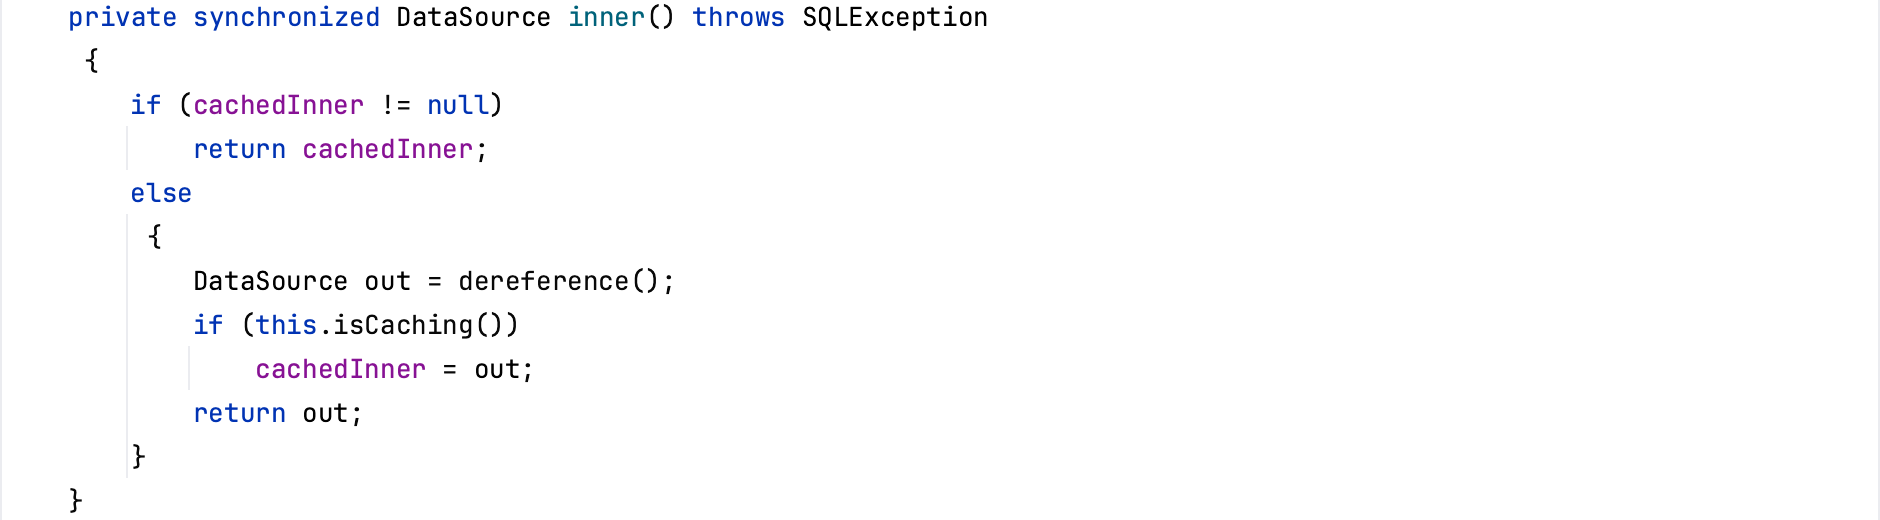 private synchronized DataSource inner() throws SQLException
{
if (cachedInner != null)
return cachedInner;
else
{
DataSource out = dereference();
if (this.isCaching())
cachedInner = out;
return out;
}
}